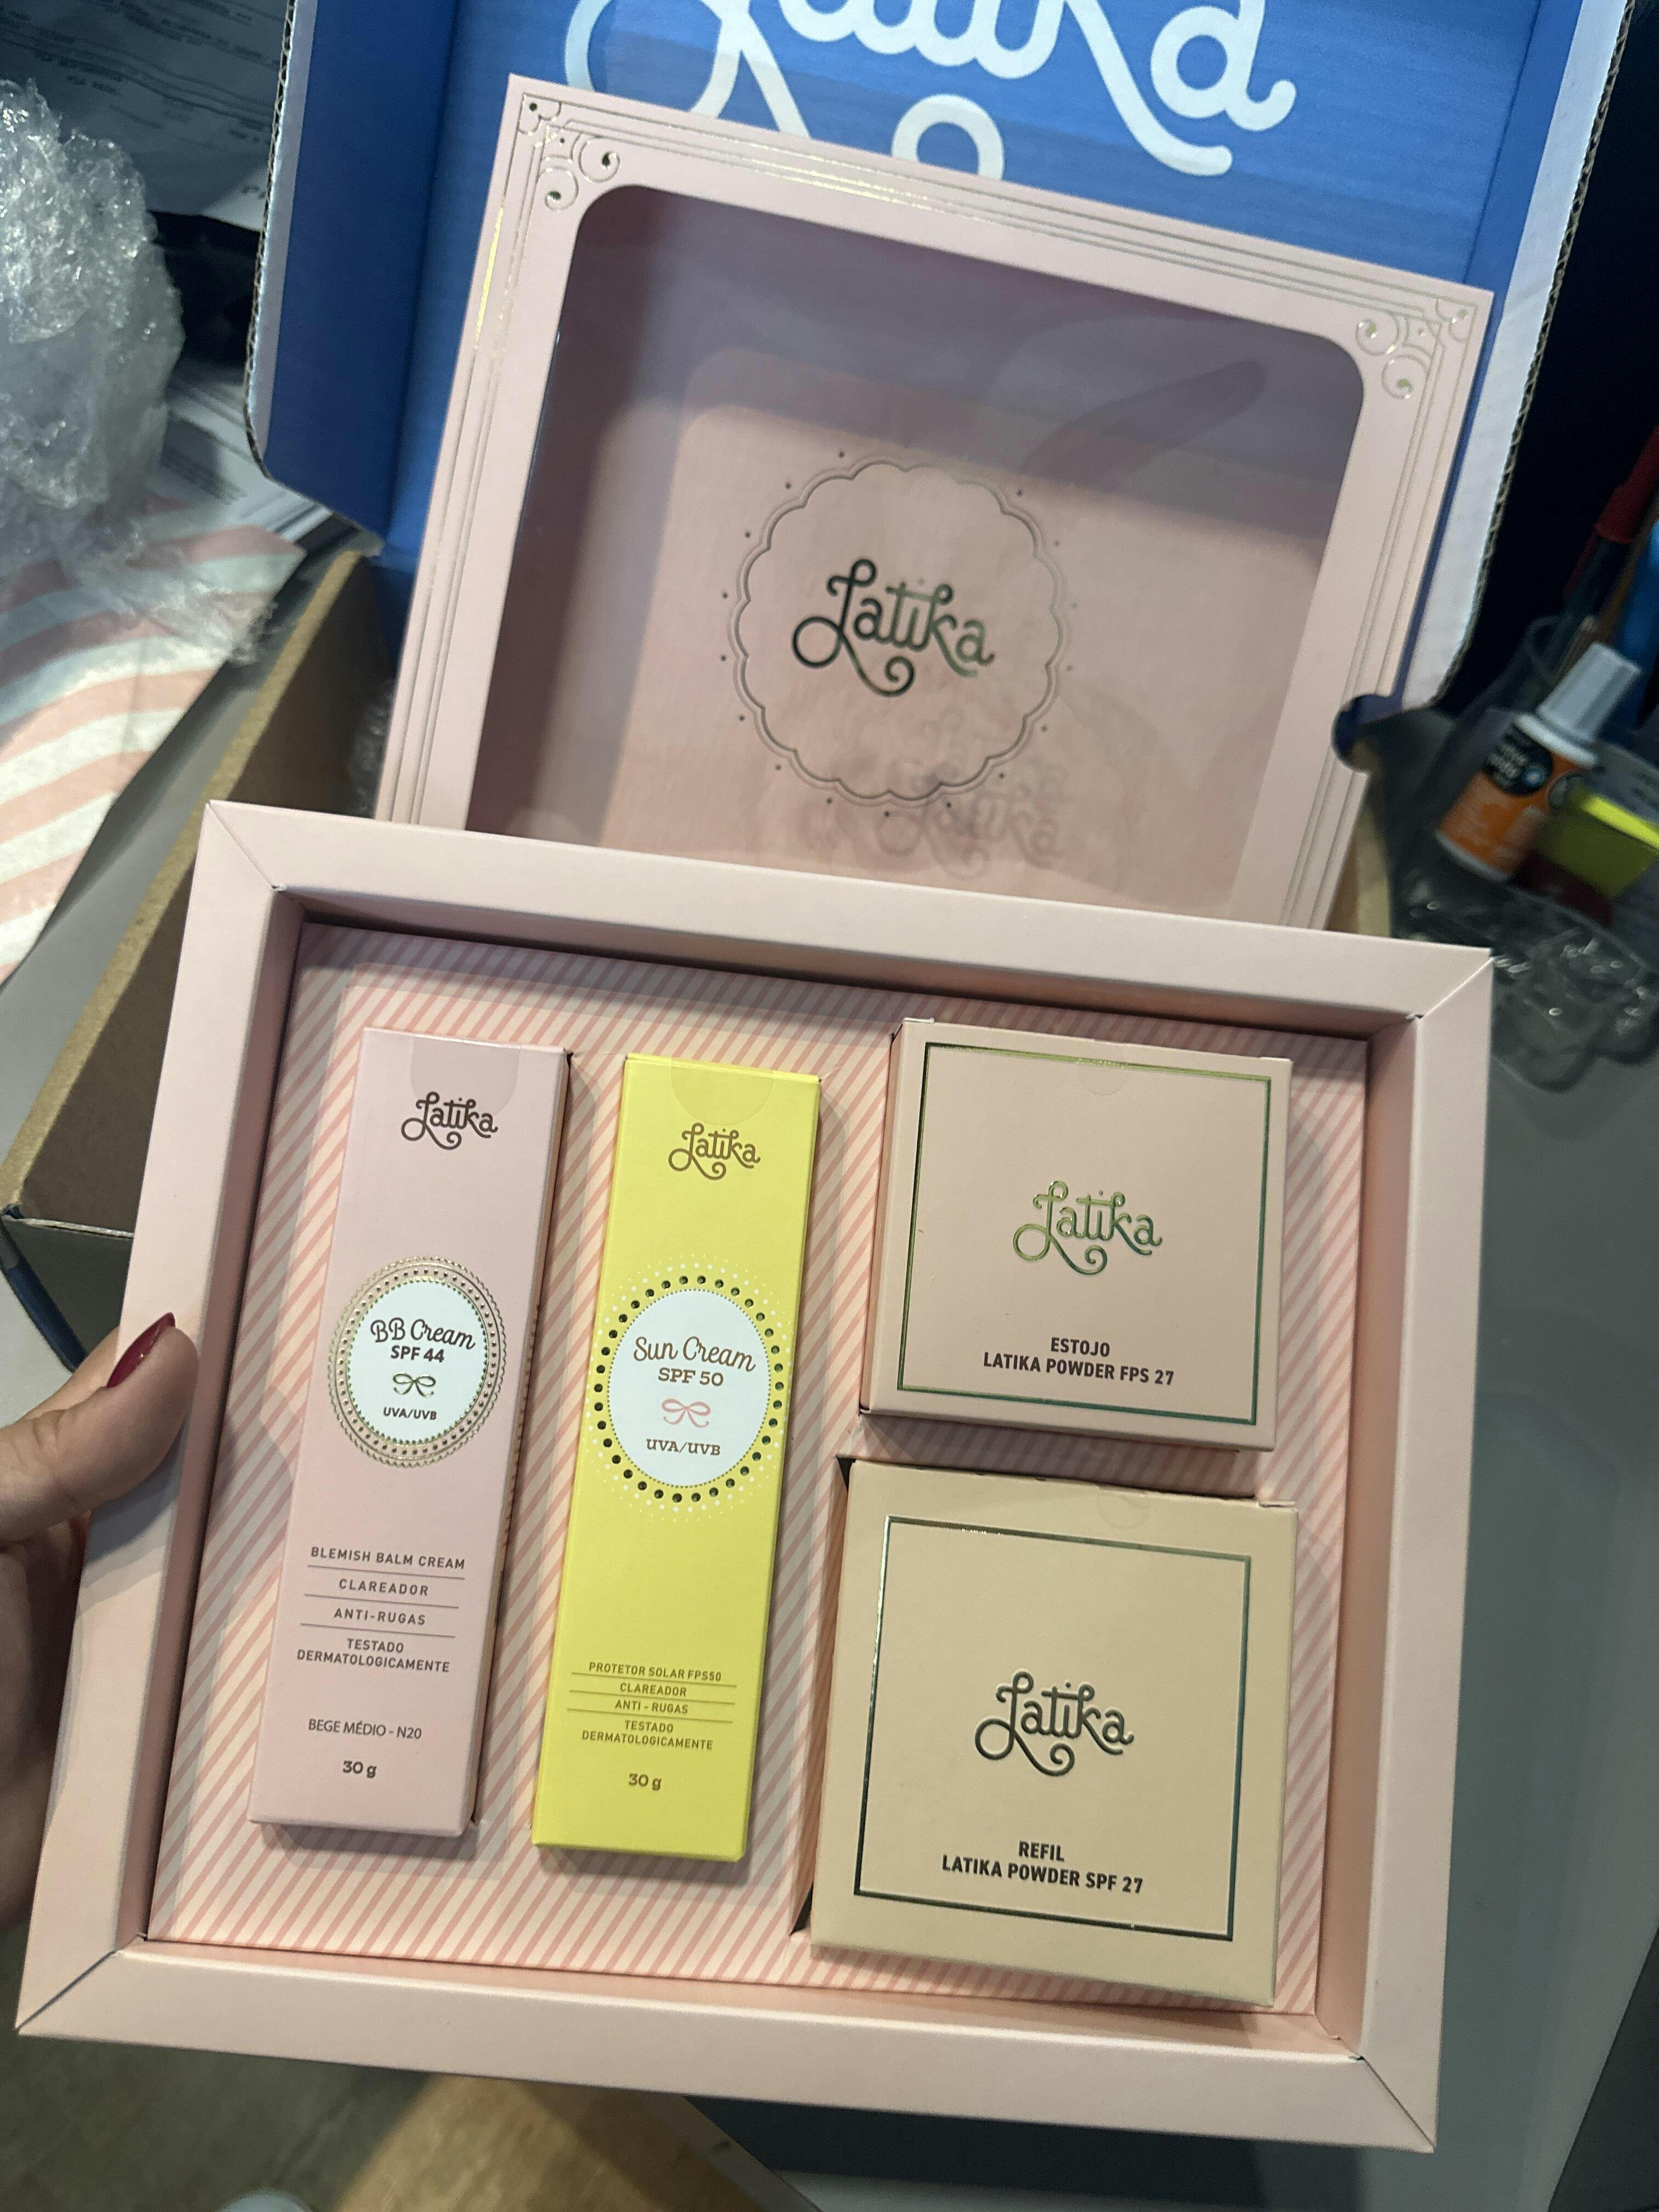 Latika
Latika
Latika
BB Cream
SPF 44
UVA/UVB
BLEMISH BALM CREAM
CLAREADOR
ANTI-RUGAS
TESTADO
DERMATOLOGICAMENTE
BEGE MÉDIO - N20
30 g
Latika
Sun Cream
SPF 50
UVA/UVB
PROTETOR SOLAR FPS50
CLAREADOR
ANTI - RUGAS
TESTADO
DERMATOLOGICAMENTE
30 g
Latika
ESTOJO
LATIKA POWDER FPS 27
Latika
REFIL
LATIKA POWDER SPF 27